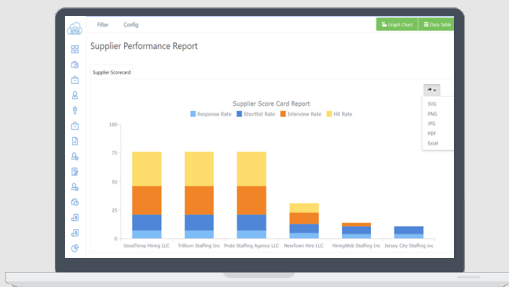 Filter Config
Graph Chart Data Table
Supplier Performance Report
Supplier Scorecard
Supplier Score Card Report
Response Rate Shortlist Rate Interview Rate Hit Rate
SVG
PNG
JPG
PDF
Excel
100
75
50
25
0
GoodTemp Hiring LLC Trillium Staffing Inc Pride Staffing Agency LLC NewTown Hire LLC HiringWeb Staffing Inc Jersey City Staffing Inc